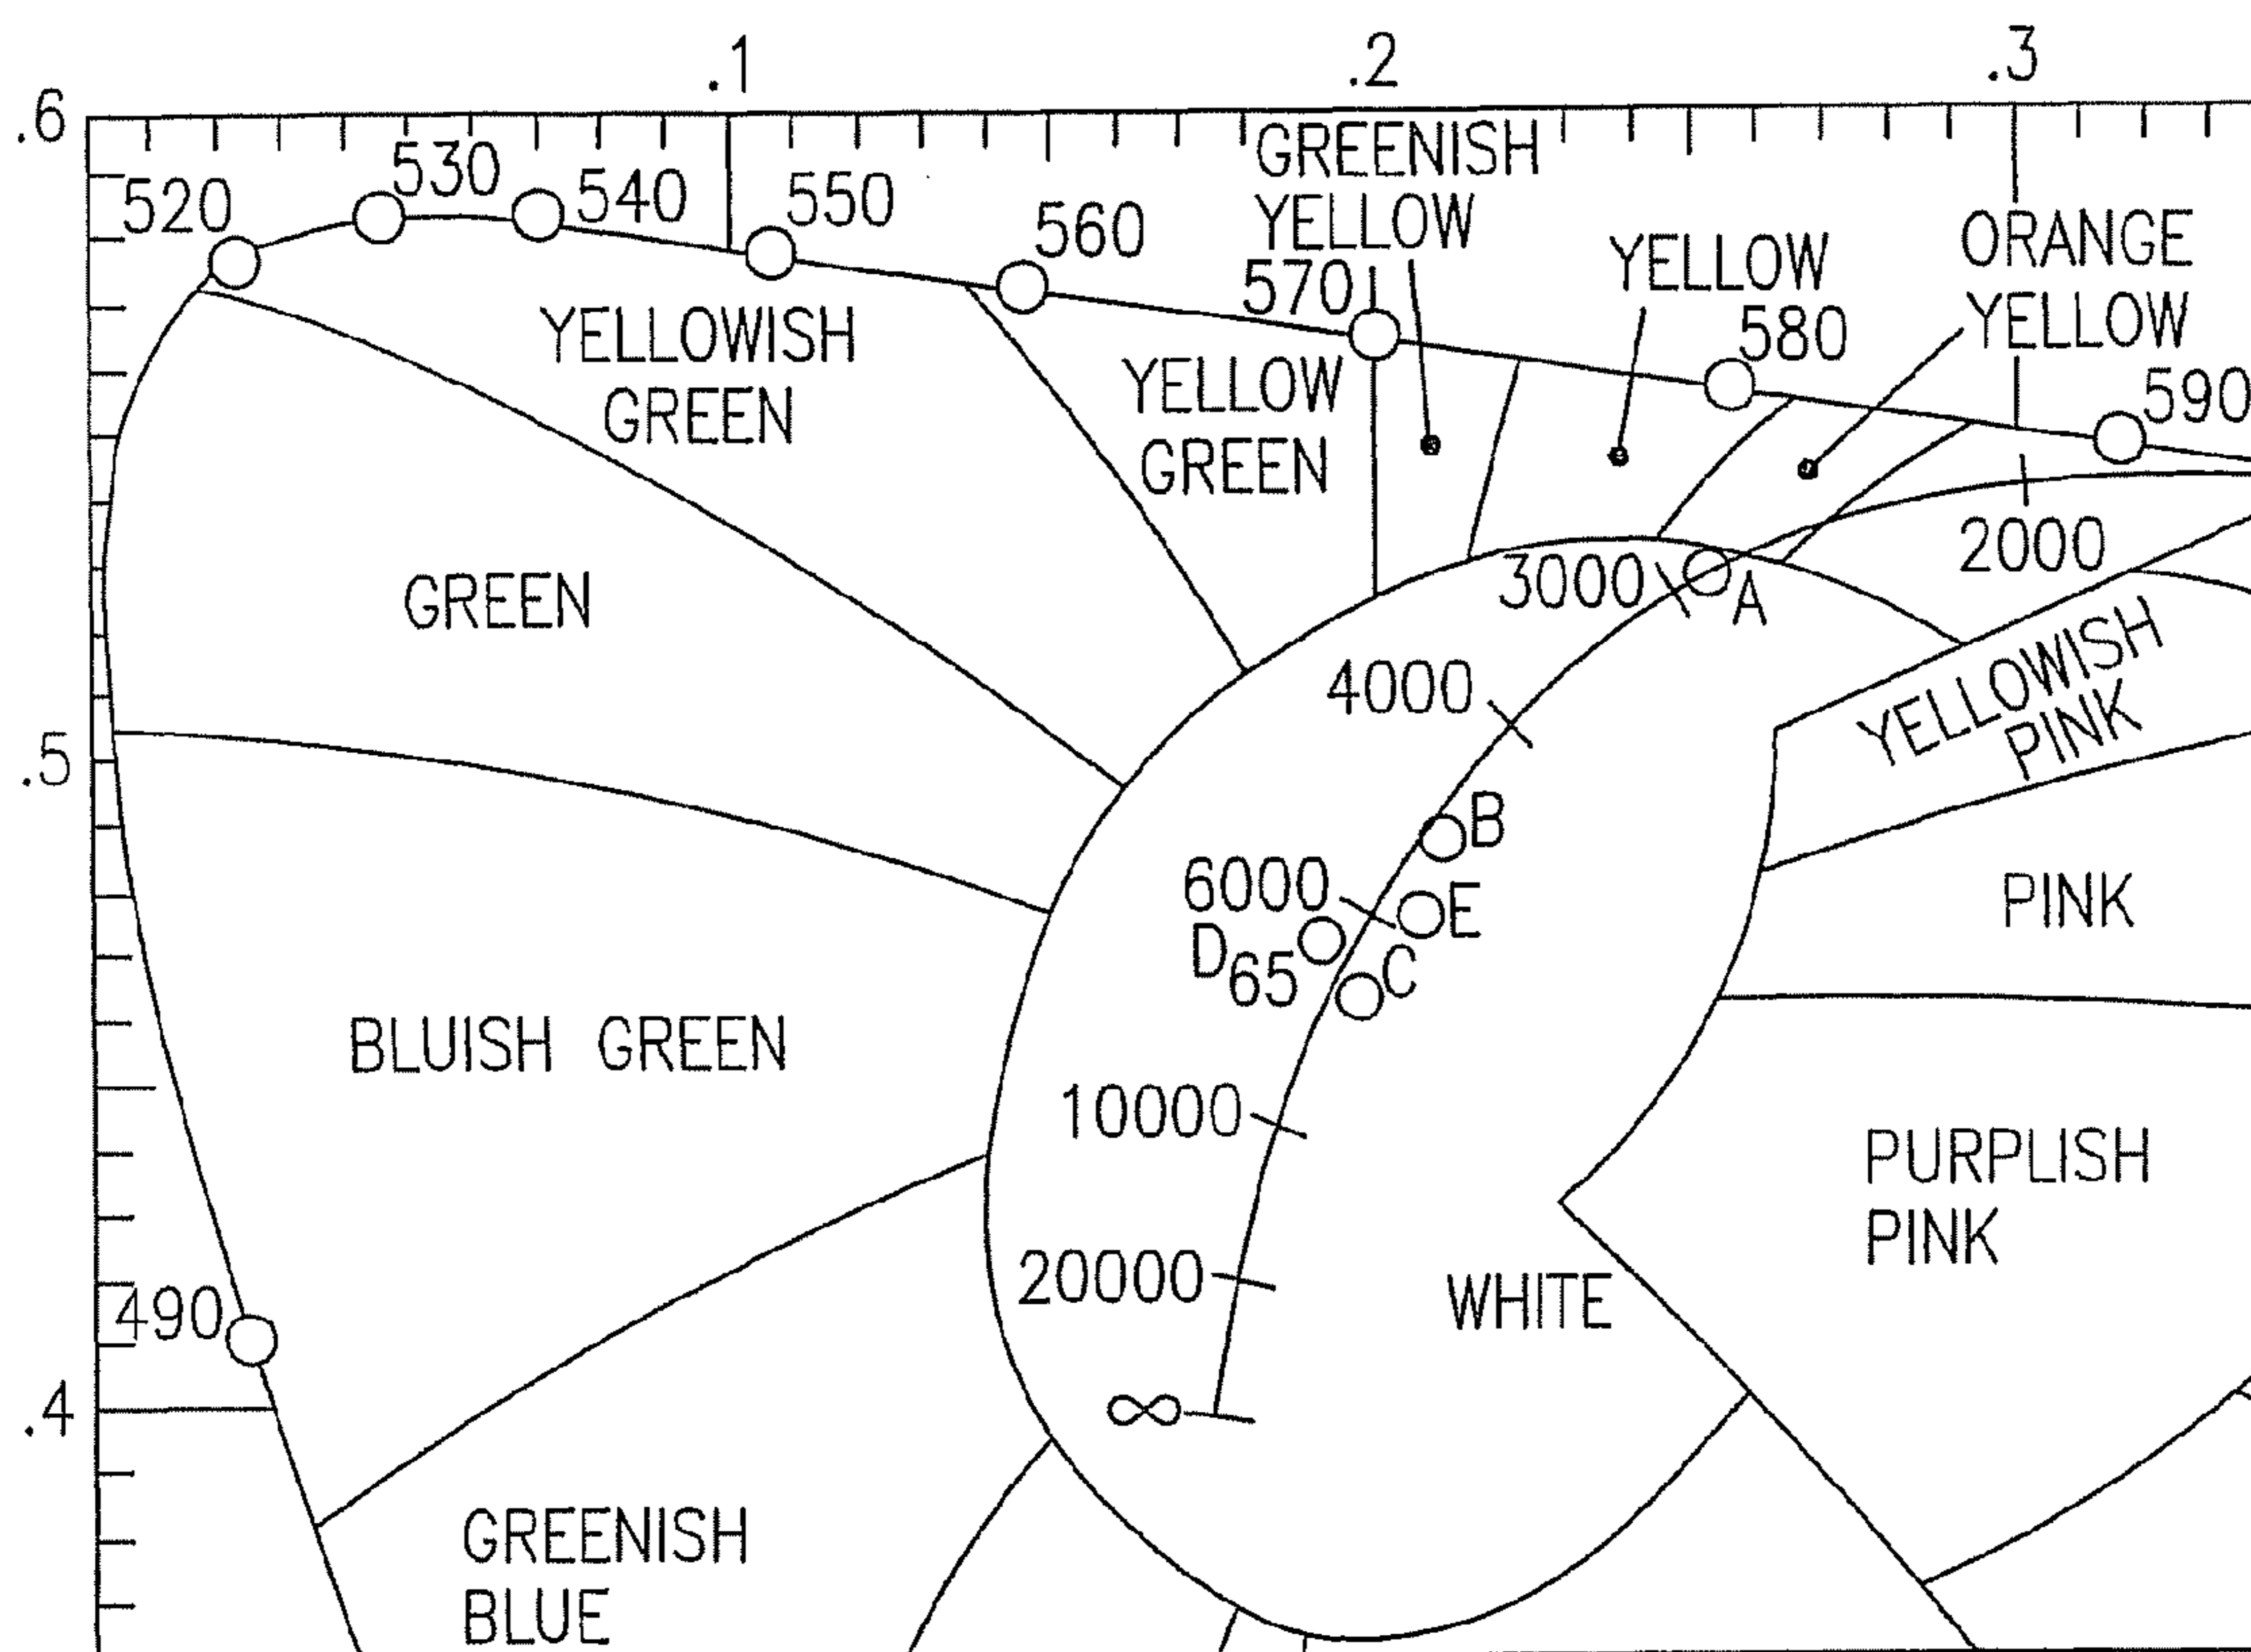 .1
.2
.3
.6
520
530
540
550
560
570
580
590
GREENISH
YELLOW
YELLOW
ORANGE
YELLOW
YELLOWISH
GREEN
YELLOW
GREEN
GREEN
3000
A
2000
4000
YELLOWISH
PINK
.5
B
6000
E
D65
C
PINK
BLUISH GREEN
10000
PURPLISH
PINK
20000
WHITE
490
∞
.4
GREENISH
BLUE